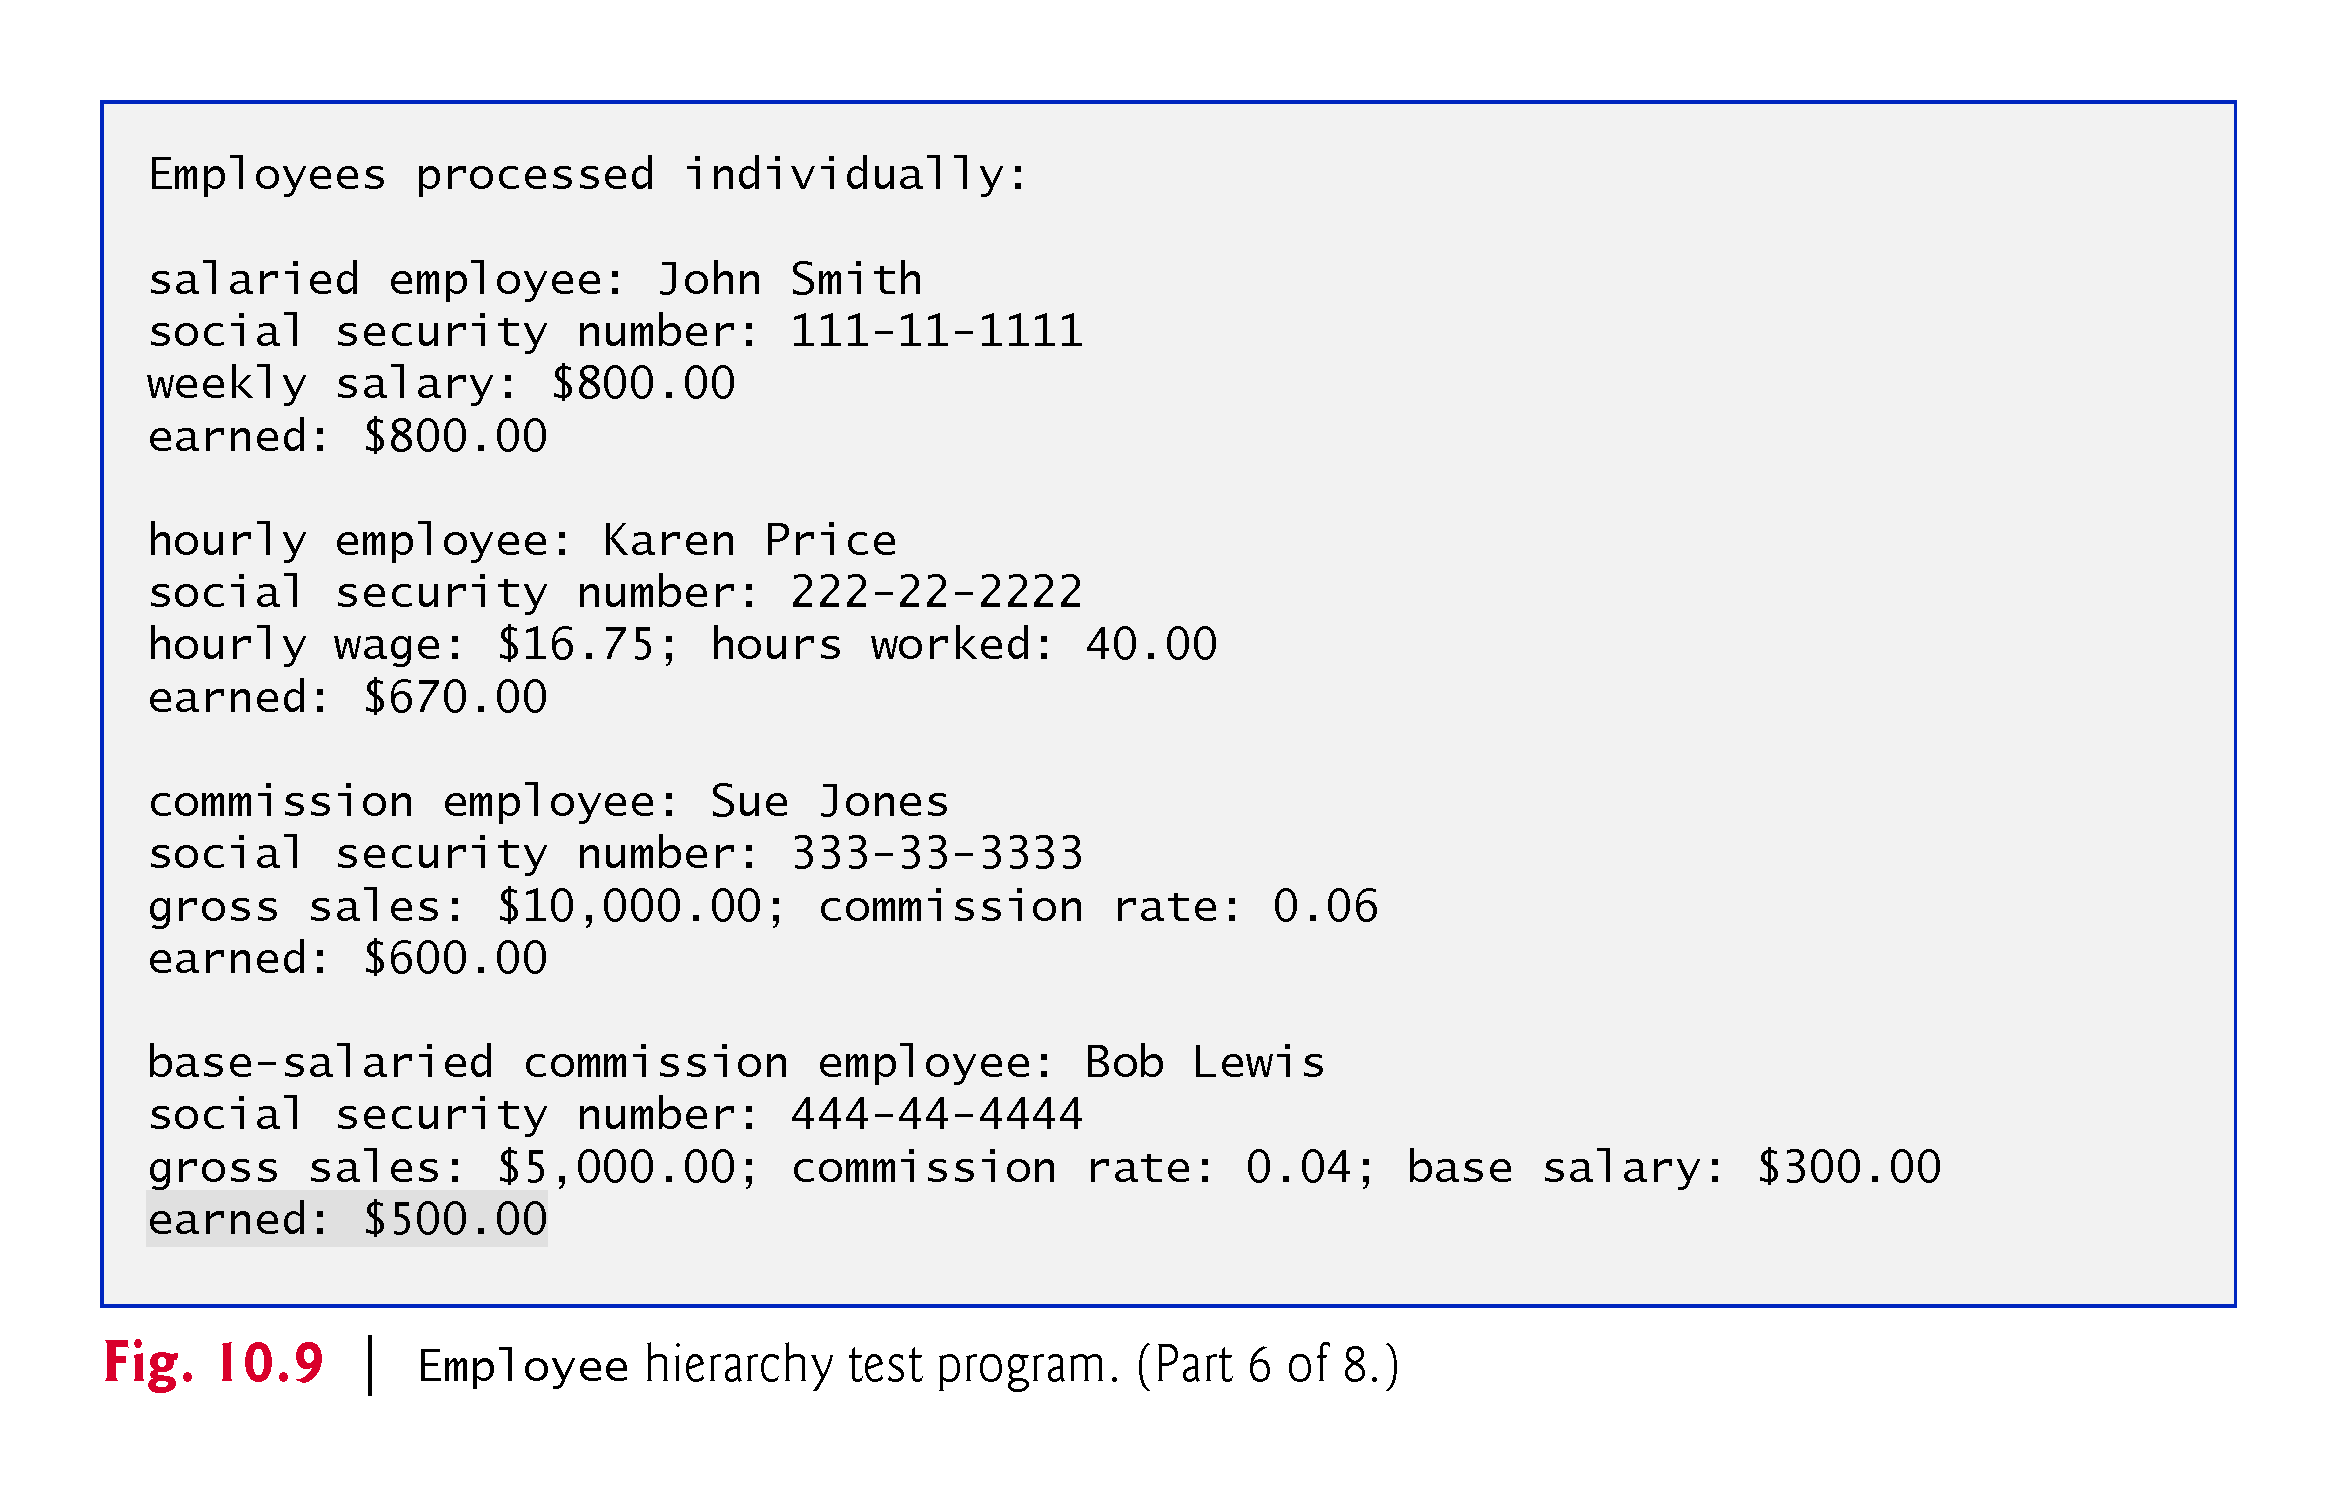 Employees processed individually:
salaried employee: John Smith
social security number: 111-11-1111
weekly salary: $800.00
earned: $800.00
hourly employee: Karen Price
social security number: 222-22-2222
hourly wage: $16.75; hours worked: 40.00
earned: $670.00
commission employee: Sue Jones
social security number: 333-33-3333
gross sales: $10,000.00; commission rate: 0.06
earned: $600.00
base-salaried commission employee: Bob Lewis
social security number: 444-44-4444
gross sales: $5,000.00; commission rate: 0.04; base salary: $300.00
earned: $500.00
Fig. 10.9 | Employee hierarchy test program. (Part 6 of 8.)